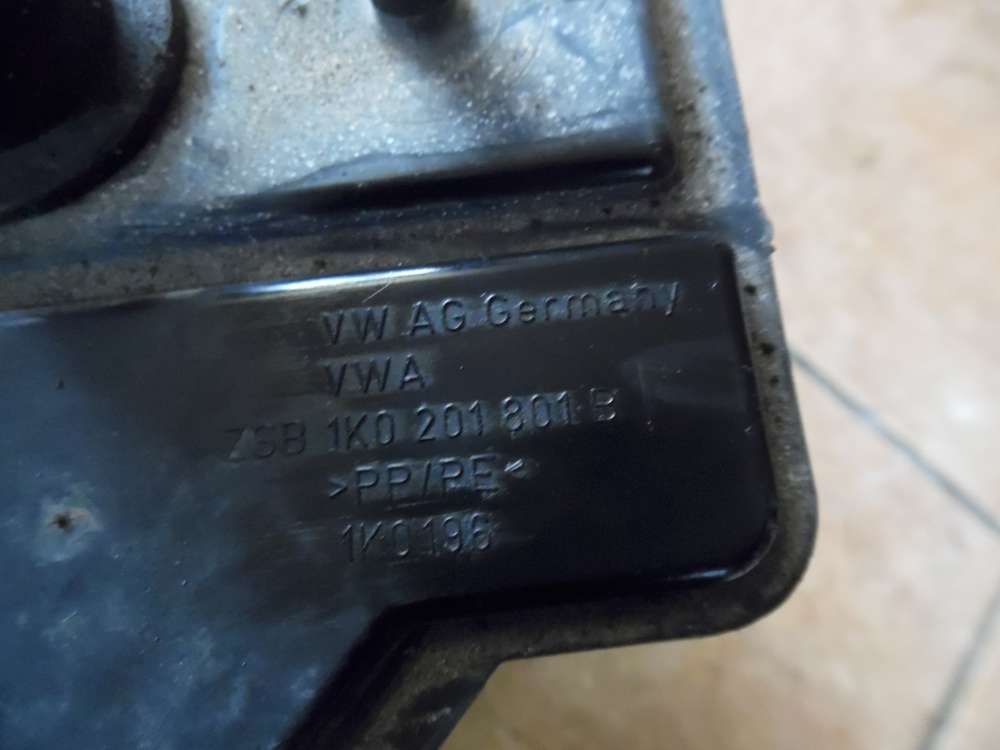 VW AG Germany
VWA
ZSB 1K0 201 801 B
>PP/PE<
1K0196